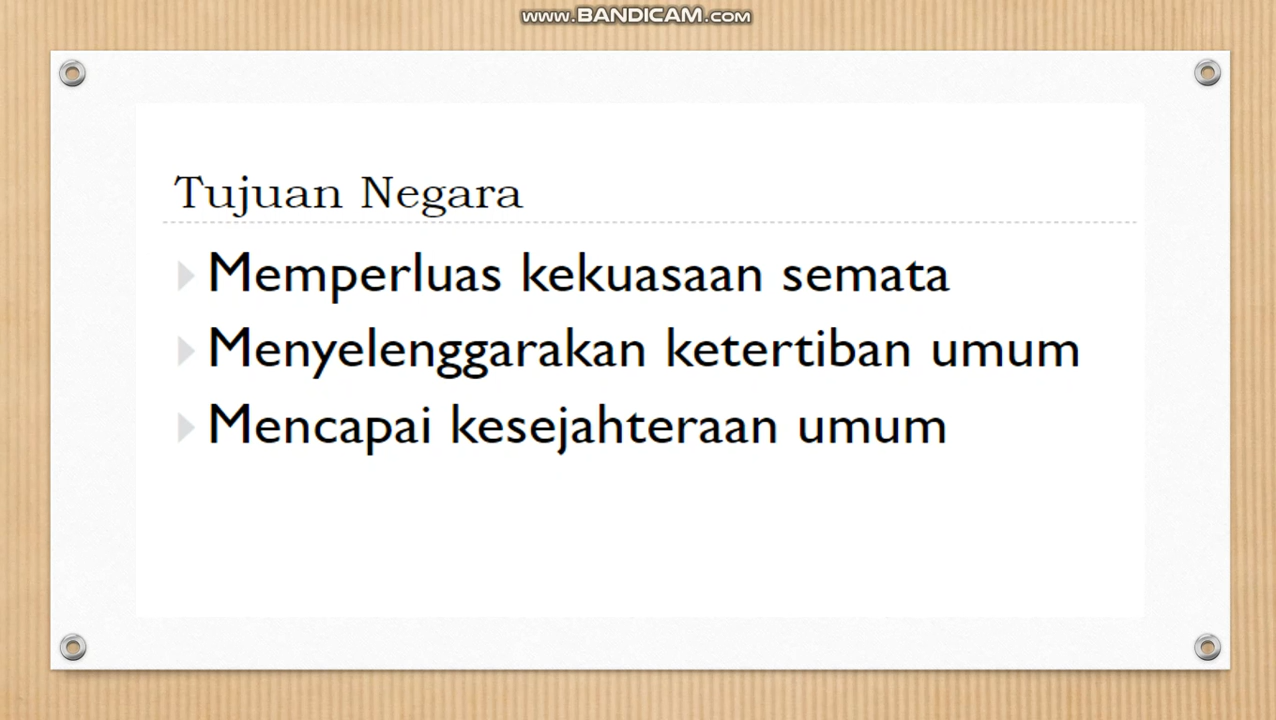 www.BANDICAM.com
Tujuan Negara
Memperluas kekuasaan semata
Menyelenggarakan ketertiban umum
Mencapai kesejahteraan umum